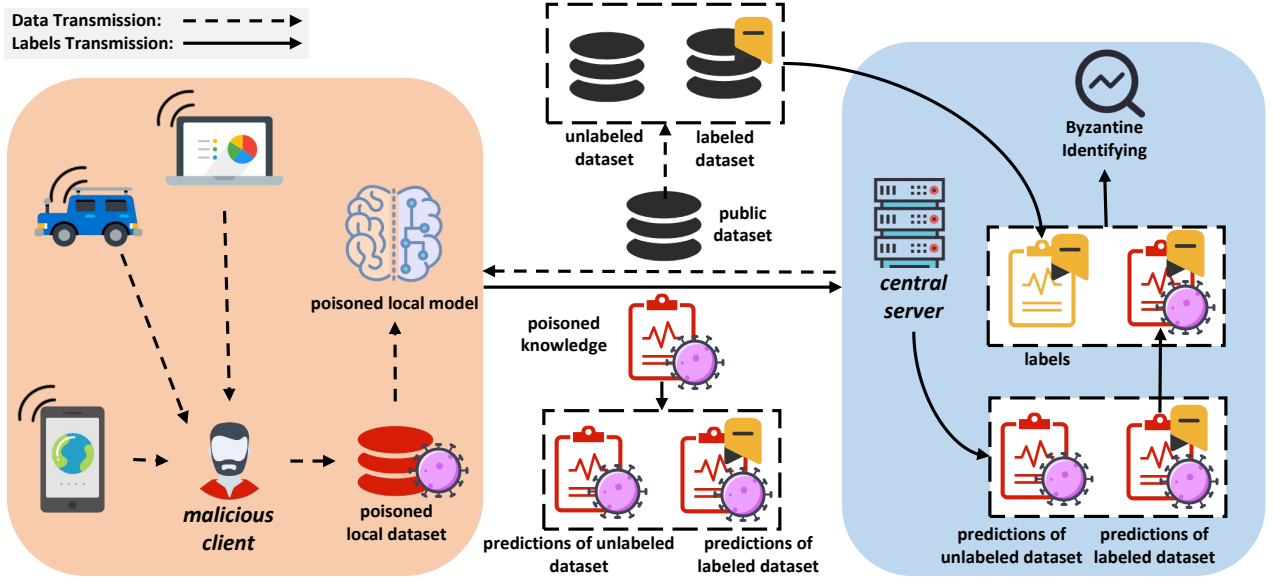 Data Transmission:
Labels Transmission:
unlabeled
dataset
labeled
dataset
public
dataset
Byzantine
Identifying
poisoned local model
central
server
poisoned
knowledge
labels
malicious
client
poisoned
local dataset
predictions of unlabeled
dataset
predictions of
labeled dataset
predictions of
unlabeled dataset
predictions of
labeled dataset